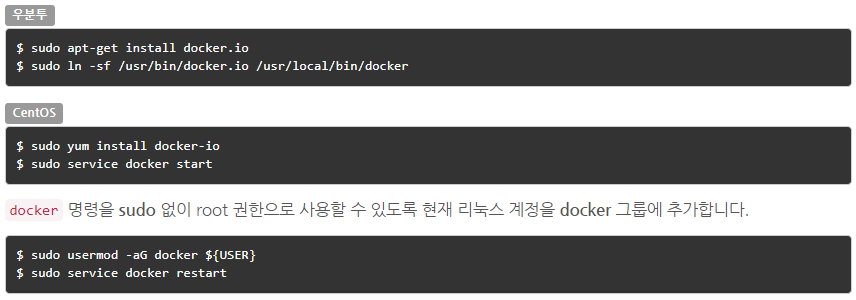 우분투
$ sudo apt-get install docker.io
$ sudo ln -sf /usr/bin/docker.io /usr/local/bin/docker
CentOS
$ sudo yum install docker-io
$ sudo service docker start
docker 명령을 sudo 없이 root 권한으로 사용할 수 있도록 현재 리눅스 계정을 docker 그룹에 추가합니다.
$ sudo usermod -aG docker ${USER}
$ sudo service docker restart